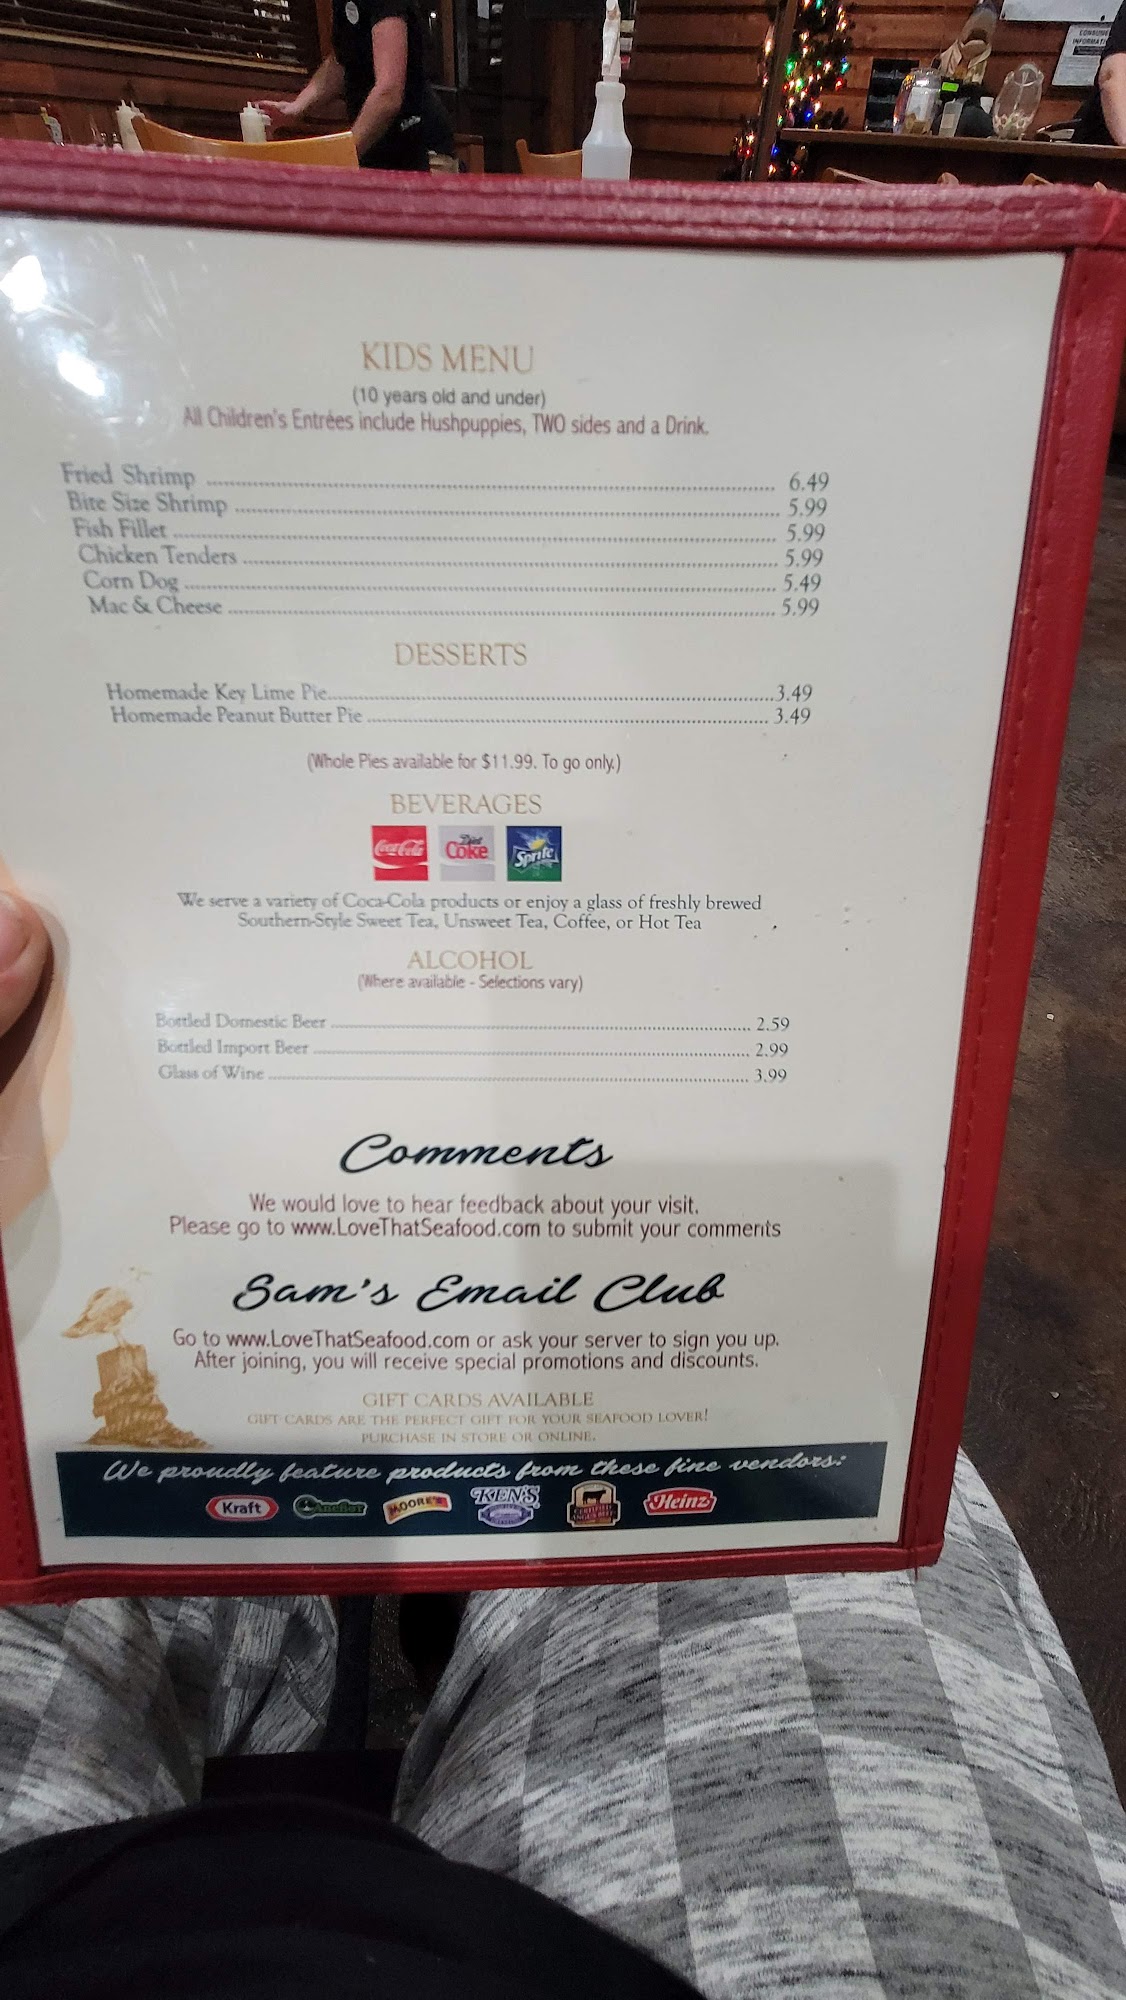 CONSUMER
KIDS MENU
(10 years old and under)
All Children's Entrées include Hushpuppies, TWO sides and a Drink.
Fried Shrimp 6.49
Bite Size Shrimp 5.99
Fish Fillet 5.99
Chicken Tenders 5.99
Corn Dog 5.49
Mac & Cheese 5.99
DESSERTS
Homemade Key Lime Pie 3.49
Homemade Peanut Butter Pie 3.49
(Whole Pies available for $11.99. To go only.)
BEVERAGES
Coca-Cola Diet Coke Sprite
We serve a variety of Coca-Cola products or enjoy a glass of freshly brewed
Southern-Style Sweet Tea, Unsweet Tea, Coffee, or Hot Tea
ALCOHOL
(Where available - Selections vary)
Bottled Domestic Beer 2.59
Bottled Import Beer 2.99
Glass of Wine 3.99
Comments
We would love to hear feedback about your visit.
Please go to www.LoveThatSeafood.com to submit your comments
Sam's Email Club
Go to www.LoveThatSeafood.com or ask your server to sign you up.
After joining, you will receive special promotions and discounts.
GIFT CARDS AVAILABLE
GIFT CARDS ARE THE PERFECT GIFT FOR YOUR SEAFOOD LOVER!
PURCHASE IN STORE OR ONLINE.
We proudly feature products from these fine vendors:
Kraft Anchor MOORE'S KEN'S CERTIFIED ANGUS BEEF Heinz